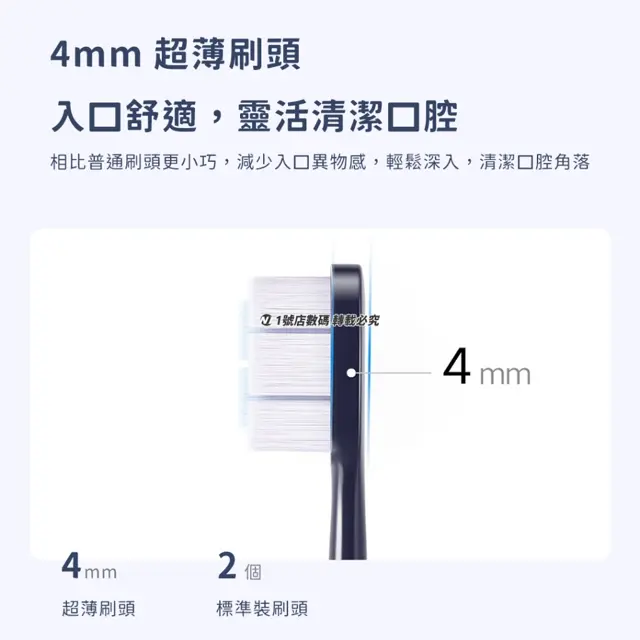 4mm 超薄刷頭
入口舒適，靈活清潔口腔
相比普通刷頭更小巧，減少入口異物感，輕鬆深入，清潔口腔角落
1號店數碼 轉載必究
4 mm
4mm
超薄刷頭
2個
標準裝刷頭